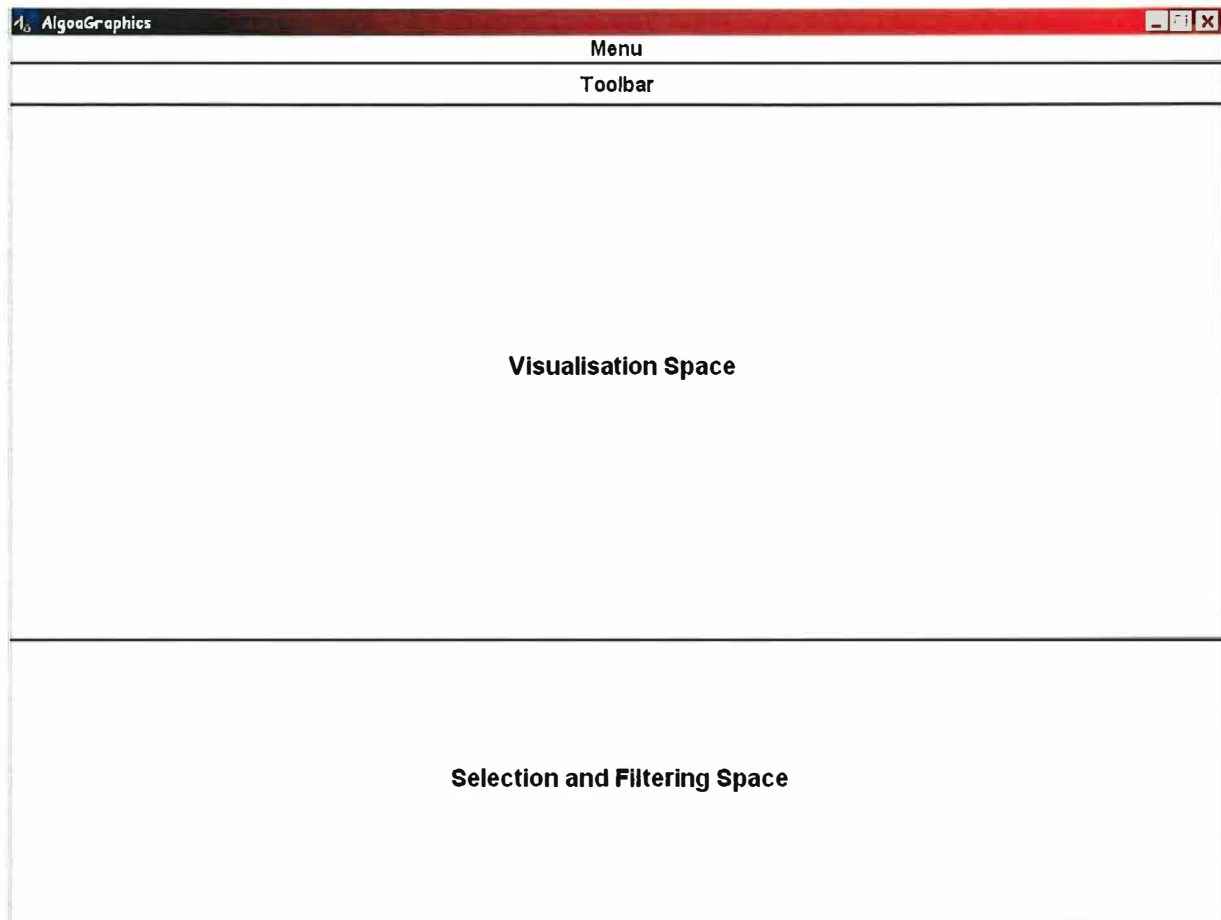 AlgoaGraphics
Menu
Toolbar
Visualisation Space
Selection and Filtering Space